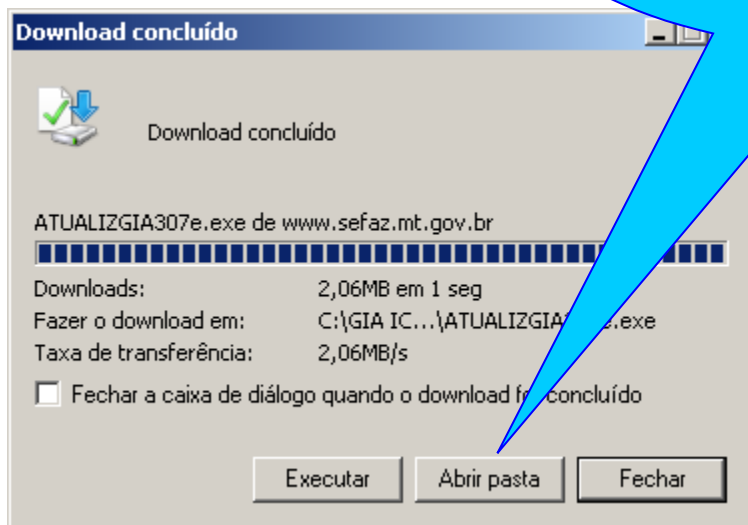 Download concluído
Download concluído
ATUALIZGIA307e.exe de www.sefaz.mt.gov.br
Downloads: 2,06MB em 1 seg
Fazer o download em: C:\GIA IC...\ATUALIZGIA e.exe
Taxa de transferência: 2,06MB/s
Fechar a caixa de diálogo quando o download for concluído
Executar Abrir pasta Fechar